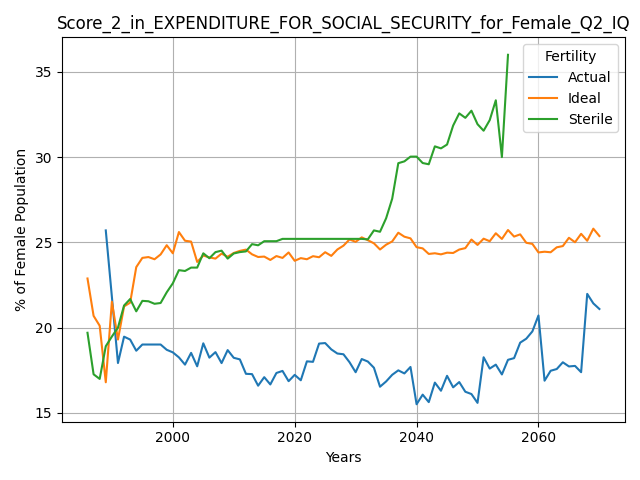 Score_2_in_EXPENDITURE_FOR_SOCIAL_SECURITY_for_Female_Q2_IQ
Fertility
Actual
Ideal
Sterile
% of Female Population
35
30
25
20
15
2000
2020
2040
2060
Years